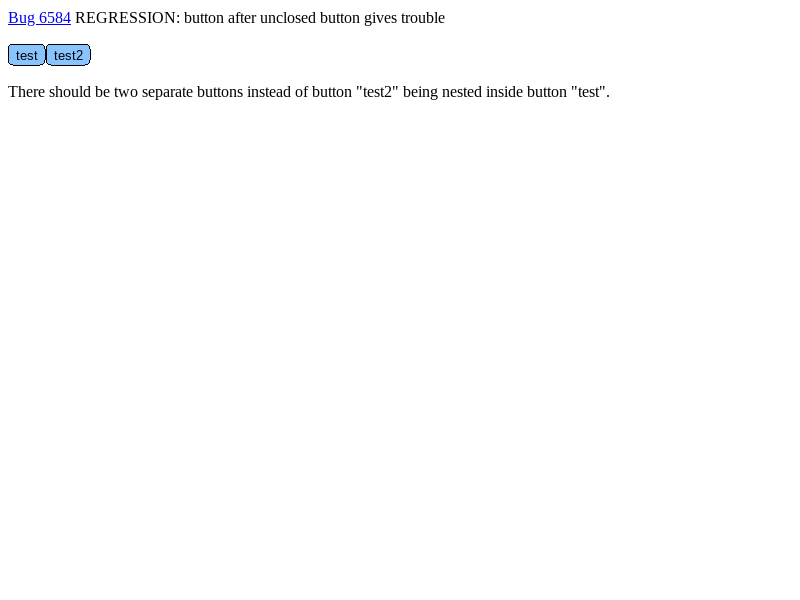 Bug 6584 REGRESSION: button after unclosed button gives trouble
test test2
There should be two separate buttons instead of button "test2" being nested inside button "test".